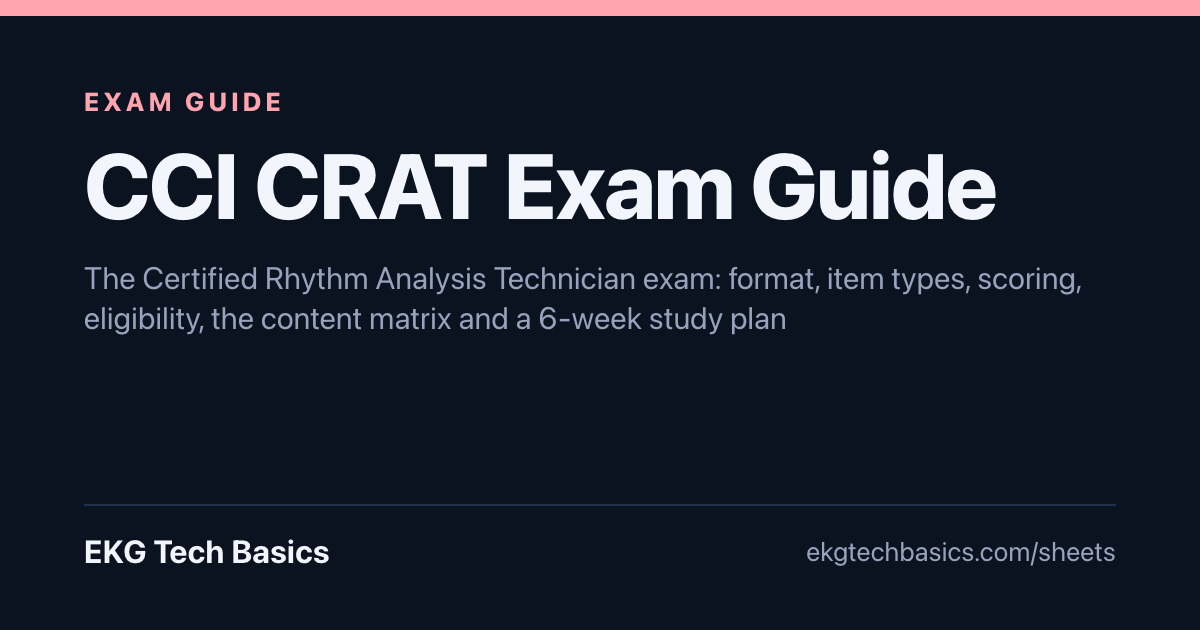 EXAM GUIDE
CCI CRAT Exam Guide
The Certified Rhythm Analysis Technician exam: format, item types, scoring,
eligibility, the content matrix and a 6-week study plan
EKG Tech Basics
ekgtechbasics.com/sheets